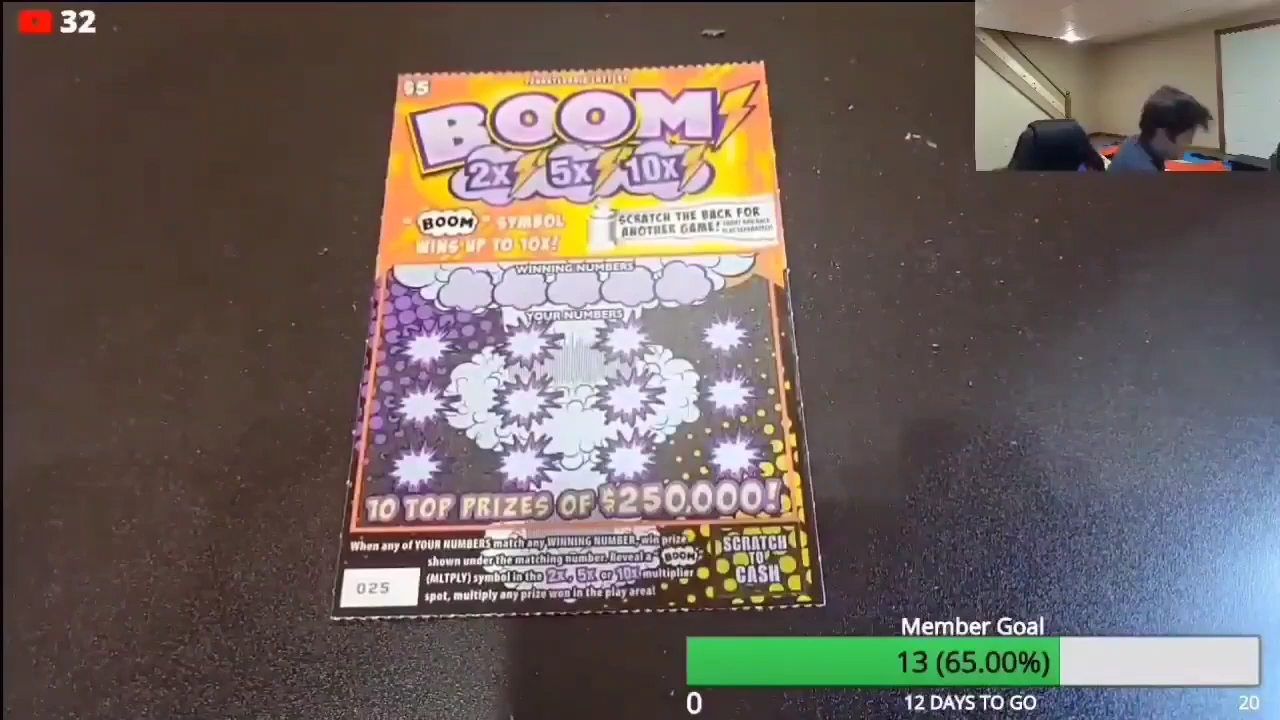 32
$5
PENNSYLVANIA LOTTERY
BOOM
2x 5x 10x
"BOOM" SYMBOL
WINS UP TO 10X!
SCRATCH THE BACK FOR
ANOTHER GAME!
WINNING NUMBERS
YOUR NUMBERS
10 TOP PRIZES OF $250,000!
When any of YOUR NUMBERS match any WINNING NUMBER, win prize
shown under the matching number. Reveal a "BOOM"
(MLTPLY) symbol in the 2x, 5x or 10x multiplier
spot, multiply any prize won in the play area!
SCRATCH
TO
CASH
025
Member Goal
13 (65.00%)
0
12 DAYS TO GO
20